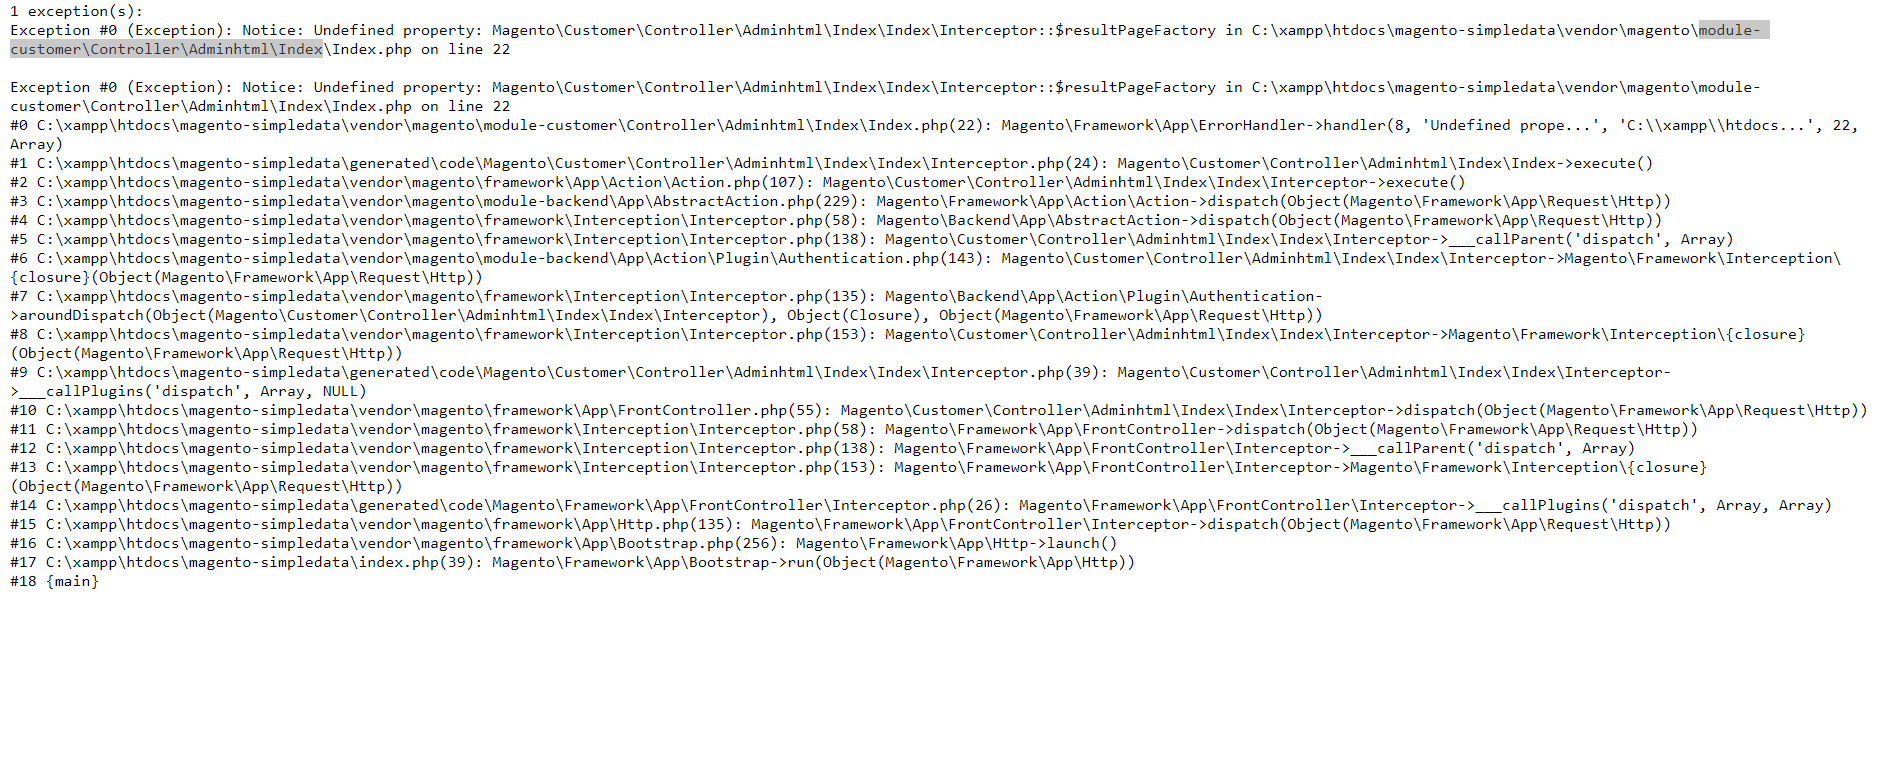 1 exception(s):
Exception #0 (Exception): Notice: Undefined property: Magento\Customer\Controller\Adminhtml\Index\Index\Interceptor::$resultPageFactory in C:\xampp\htdocs\magento-simpledata\vendor\magento\module-
customer\Controller\Adminhtml\Index\Index.php on line 22
Exception #0 (Exception): Notice: Undefined property: Magento\Customer\Controller\Adminhtml\Index\Index\Interceptor::$resultPageFactory in C:\xampp\htdocs\magento-simpledata\vendor\magento\module-
customer\Controller\Adminhtml\Index\Index.php on line 22
#0 C:\xampp\htdocs\magento-simpledata\vendor\magento\module-customer\Controller\Adminhtml\Index\Index.php(22): Magento\Framework\App\ErrorHandler->handler(8, 'Undefined prope...', 'C:\\xampp\\htdocs...', 22,
Array)
#1 C:\xampp\htdocs\magento-simpledata\generated\code\Magento\Customer\Controller\Adminhtml\Index\Index\Interceptor.php(24): Magento\Customer\Controller\Adminhtml\Index\Index->execute()
#2 C:\xampp\htdocs\magento-simpledata\vendor\magento\framework\App\Action\Action.php(107): Magento\Customer\Controller\Adminhtml\Index\Index\Interceptor->execute()
#3 C:\xampp\htdocs\magento-simpledata\vendor\magento\module-backend\App\AbstractAction.php(229): Magento\Framework\App\Action\Action->dispatch(Object(Magento\Framework\App\Request\Http))
#4 C:\xampp\htdocs\magento-simpledata\vendor\magento\framework\Interception\Interceptor.php(58): Magento\Backend\App\AbstractAction->dispatch(Object(Magento\Framework\App\Request\Http))
#5 C:\xampp\htdocs\magento-simpledata\vendor\magento\framework\Interception\Interceptor.php(138): Magento\Customer\Controller\Adminhtml\Index\Index\Interceptor->___callParent('dispatch', Array)
#6 C:\xampp\htdocs\magento-simpledata\vendor\magento\module-backend\App\Action\Plugin\Authentication.php(143): Magento\Customer\Controller\Adminhtml\Index\Index\Interceptor->Magento\Framework\Interception\
{closure}(Object(Magento\Framework\App\Request\Http))
#7 C:\xampp\htdocs\magento-simpledata\vendor\magento\framework\Interception\Interceptor.php(135): Magento\Backend\App\Action\Plugin\Authentication-
>aroundDispatch(Object(Magento\Customer\Controller\Adminhtml\Index\Index\Interceptor), Object(Closure), Object(Magento\Framework\App\Request\Http))
#8 C:\xampp\htdocs\magento-simpledata\vendor\magento\framework\Interception\Interceptor.php(153): Magento\Customer\Controller\Adminhtml\Index\Index\Interceptor->Magento\Framework\Interception\{closure}
(Object(Magento\Framework\App\Request\Http))
#9 C:\xampp\htdocs\magento-simpledata\generated\code\Magento\Customer\Controller\Adminhtml\Index\Index\Interceptor.php(39): Magento\Customer\Controller\Adminhtml\Index\Index\Interceptor-
>___callPlugins('dispatch', Array, NULL)
#10 C:\xampp\htdocs\magento-simpledata\vendor\magento\framework\App\FrontController.php(55): Magento\Customer\Controller\Adminhtml\Index\Index\Interceptor->dispatch(Object(Magento\Framework\App\Request\Http))
#11 C:\xampp\htdocs\magento-simpledata\vendor\magento\framework\Interception\Interceptor.php(58): Magento\Framework\App\FrontController->dispatch(Object(Magento\Framework\App\Request\Http))
#12 C:\xampp\htdocs\magento-simpledata\vendor\magento\framework\Interception\Interceptor.php(138): Magento\Framework\App\FrontController\Interceptor->___callParent('dispatch', Array)
#13 C:\xampp\htdocs\magento-simpledata\vendor\magento\framework\Interception\Interceptor.php(153): Magento\Framework\App\FrontController\Interceptor->Magento\Framework\Interception\{closure}
(Object(Magento\Framework\App\Request\Http))
#14 C:\xampp\htdocs\magento-simpledata\generated\code\Magento\Framework\App\FrontController\Interceptor.php(26): Magento\Framework\App\FrontController\Interceptor->___callPlugins('dispatch', Array, Array)
#15 C:\xampp\htdocs\magento-simpledata\vendor\magento\framework\App\Http.php(135): Magento\Framework\App\FrontController\Interceptor->dispatch(Object(Magento\Framework\App\Request\Http))
#16 C:\xampp\htdocs\magento-simpledata\vendor\magento\framework\App\Bootstrap.php(256): Magento\Framework\App\Http->launch()
#17 C:\xampp\htdocs\magento-simpledata\index.php(39): Magento\Framework\App\Bootstrap->run(Object(Magento\Framework\App\Http))
#18 {main}